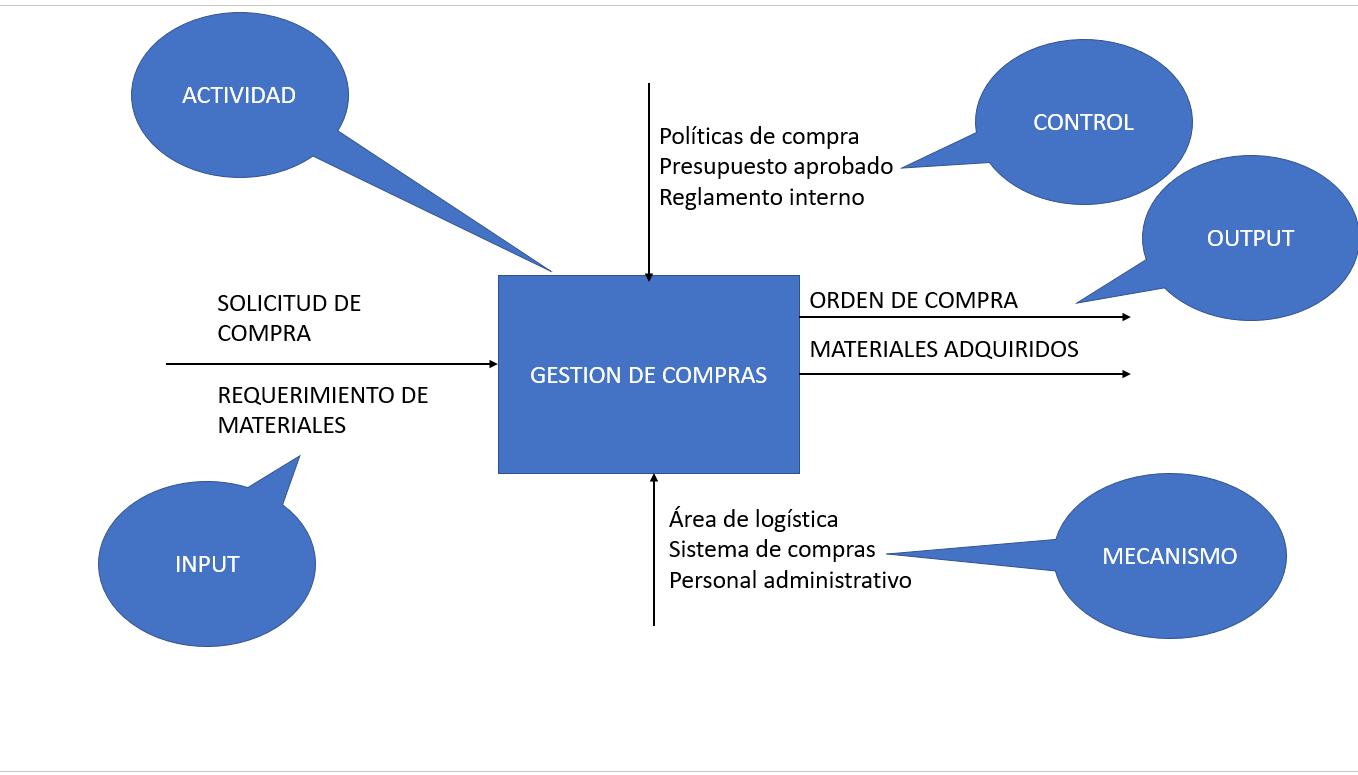 ACTIVIDAD
Políticas de compra
Presupuesto aprobado
Reglamento interno
CONTROL
OUTPUT
SOLICITUD DE
COMPRA
REQUERIMIENTO DE
MATERIALES
GESTION DE COMPRAS
ORDEN DE COMPRA
MATERIALES ADQUIRIDOS
INPUT
Área de logística
Sistema de compras
Personal administrativo
MECANISMO